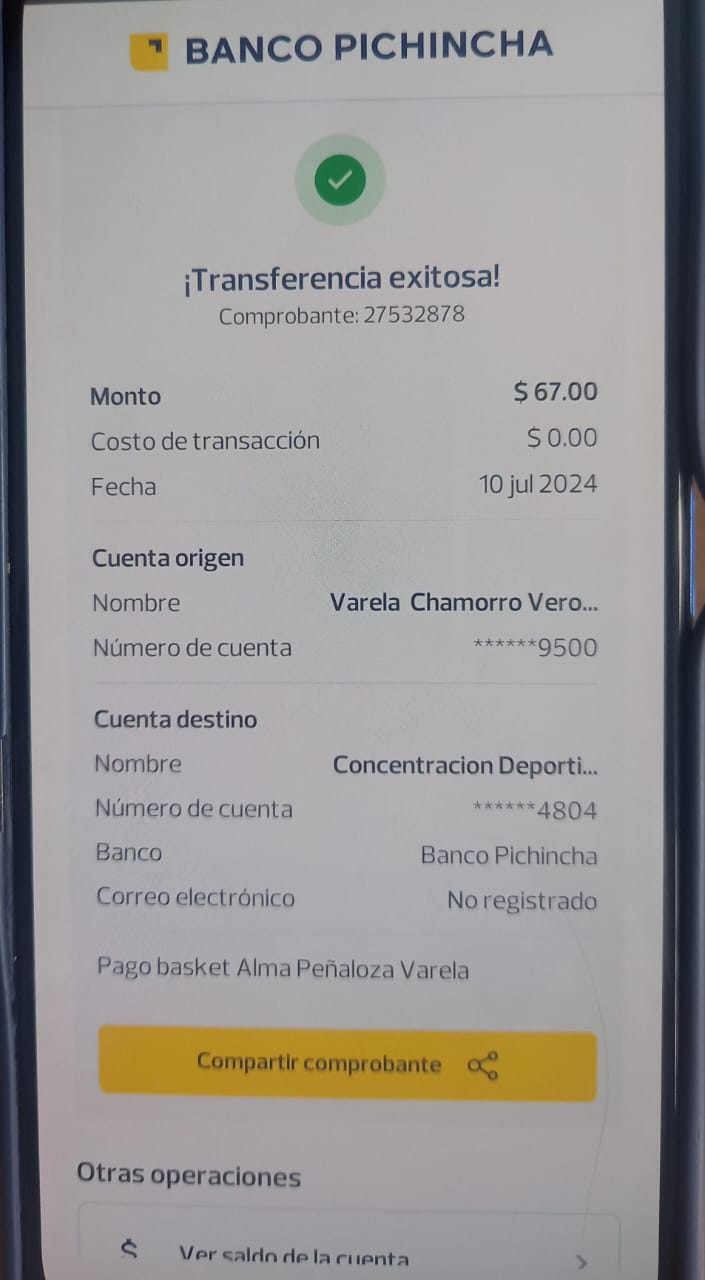 BANCO PICHINCHA
¡Transferencia exitosa!
Comprobante: 27532878
Monto $ 67.00
Costo de transacción $ 0.00
Fecha 10 jul 2024
Cuenta origen
Nombre Varela Chamorro Vero...
Número de cuenta ******9500
Cuenta destino
Nombre Concentracion Deporti...
Número de cuenta ******4804
Banco Banco Pichincha
Correo electrónico No registrado
Pago basket Alma Peñaloza Varela
Compartir comprobante
Otras operaciones
$ Ver saldo de la cuenta >